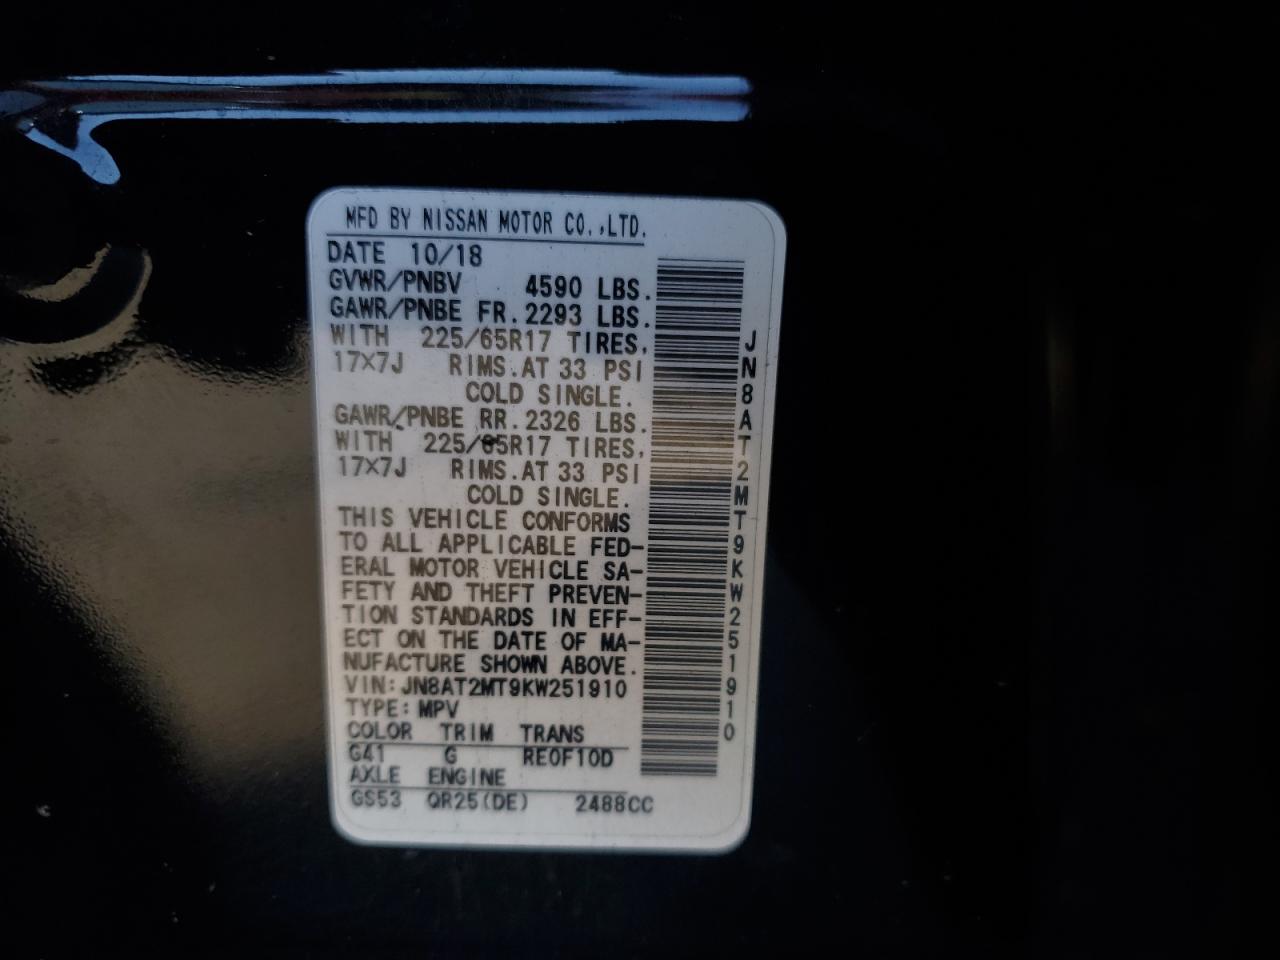 MFD BY NISSAN MOTOR CO.,LTD.
DATE 10/18
GVWR/PNBV 4590 LBS.
GAWR/PNBE FR.2293 LBS.
WITH 225/65R17 TIRES,
17×7J RIMS.AT 33 PSI
COLD SINGLE.
GAWR/PNBE RR.2326 LBS.
WITH 225/65R17 TIRES,
17×7J RIMS.AT 33 PSI
COLD SINGLE.
THIS VEHICLE CONFORMS
TO ALL APPLICABLE FED-
ERAL MOTOR VEHICLE SA-
FETY AND THEFT PREVEN-
TION STANDARDS IN EFF-
ECT ON THE DATE OF MA-
NUFACTURE SHOWN ABOVE.
VIN:JN8AT2MT9KW251910
TYPE:MPV
COLOR TRIM TRANS
G41 G RE0F10D
AXLE ENGINE
GS53 QR25(DE) 2488CC
JN8AT2MT9KW251910